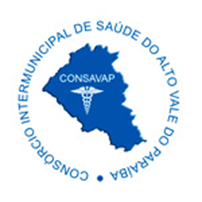 CONSÓRCIO INTERMUNICIPAL DE SAÚDE DO ALTO VALE DO PARAÍBA
CONSAVAP